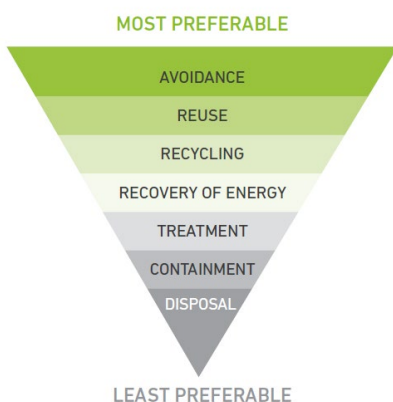 MOST PREFERABLE
AVOIDANCE
REUSE
RECYCLING
RECOVERY OF ENERGY
TREATMENT
CONTAINMENT
DISPOSAL
LEAST PREFERABLE